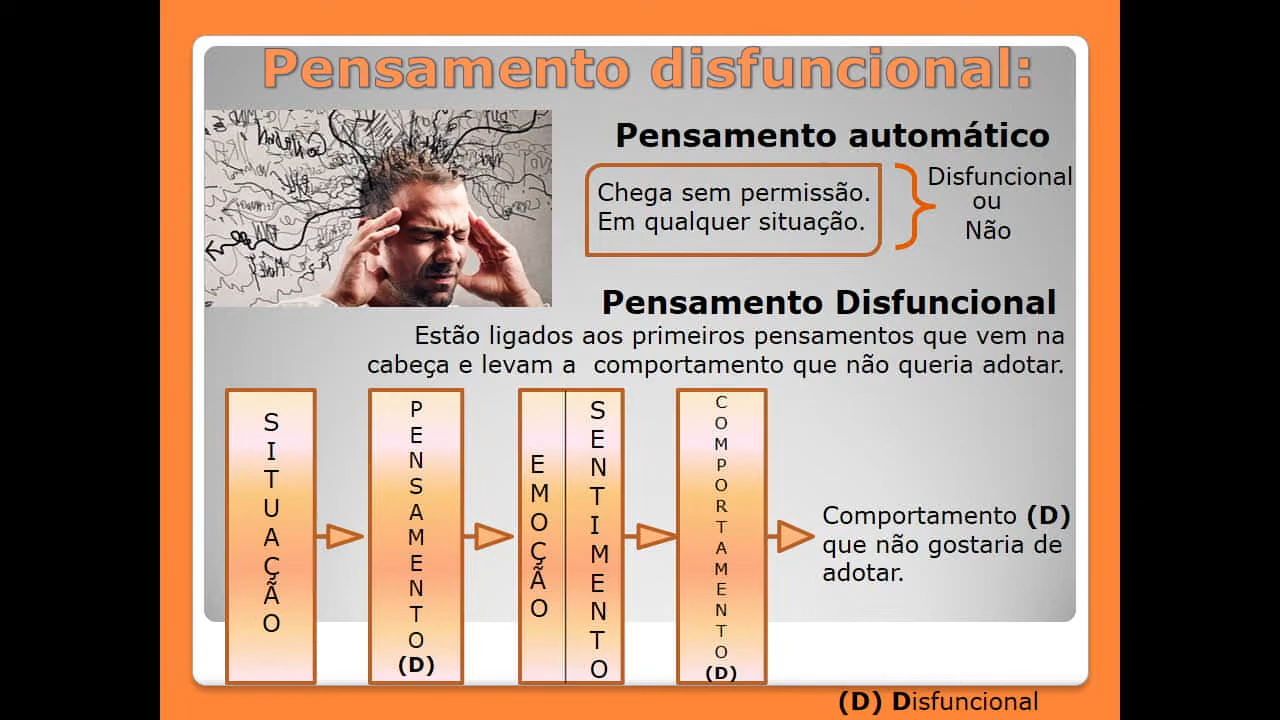 Pensamento disfuncional:
Pensamento automático
Chega sem permissão.
Em qualquer situação.
Disfuncional
ou
Não
Pensamento Disfuncional
Estão ligados aos primeiros pensamentos que vem na
cabeça e levam a comportamento que não queria adotar.
SITUAÇÃO
PENSAMENTO
(D)
EMOÇÃO
SENTIMENTO
COMPORTAMENTO
(D)
Comportamento (D)
que não gostaria de
adotar.
(D) Disfuncional